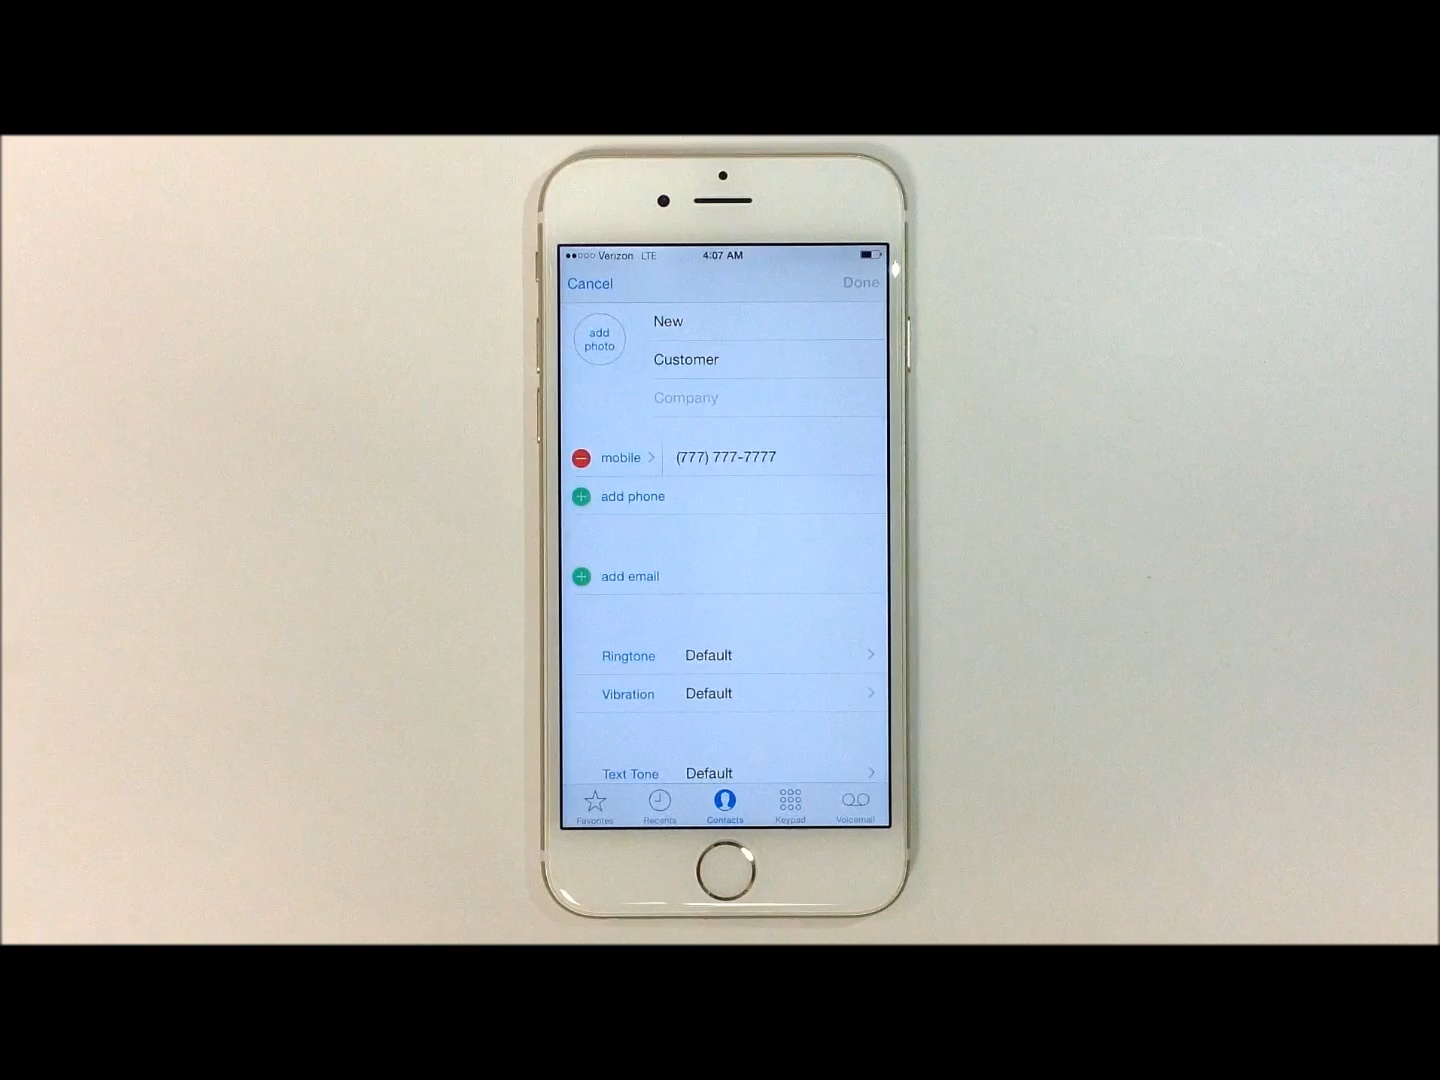 Verizon LTE 4:07 AM
Cancel Done
add photo
New
Customer
Company
mobile (777) 777-7777
add phone
add email
Ringtone Default
Vibration Default
Text Tone Default
Favorites Recents Contacts Keypad Voicemail